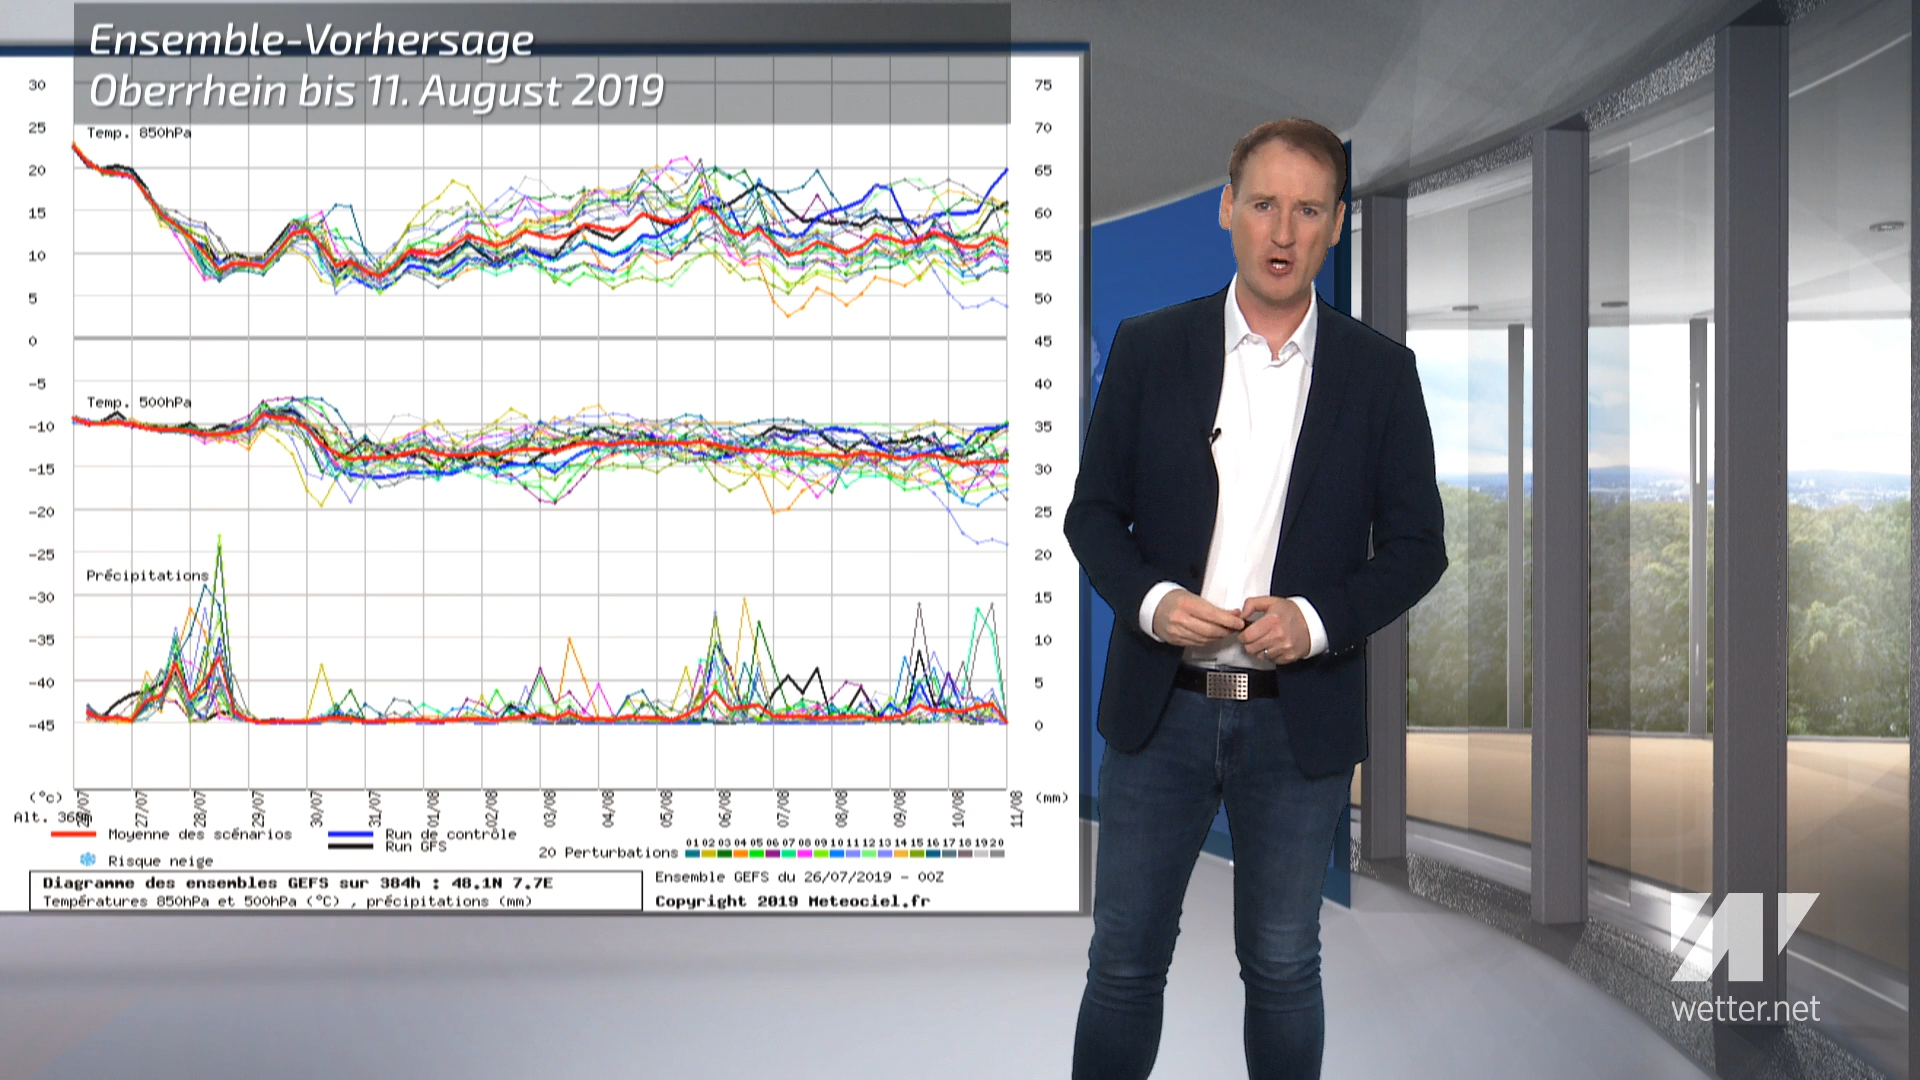 Ensemble-Vorhersage
Oberrhein bis 11. August 2019
30
25
20
15
10
5
0
-5
-10
-15
-20
-25
-30
-35
-40
-45
(°c)
Temp. 850hPa
Temp. 500hPa
Précipitations
75
70
65
60
55
50
45
40
35
30
25
20
15
10
5
0
(mm)
27/07
28/07
29/07
30/07
31/07
01/08
02/08
03/08
04/08
05/08
06/08
07/08
08/08
09/08
10/08
11/08
Moyenne des scénarios
Run de contrôle
Run GFS
Risque neige
20 Perturbations
01 02 03 04 05 06 07 08 09 10 11 12 13 14 15 16 17 18 19 20
Diagramme des ensembles GEFS sur 384h : 48.1N 7.7E
Températures 850hPa et 500hPa (°C) , précipitations (mm)
Ensemble GEFS du 26/07/2019 - 00Z
Copyright 2019 Meteociel.fr
wetter.net